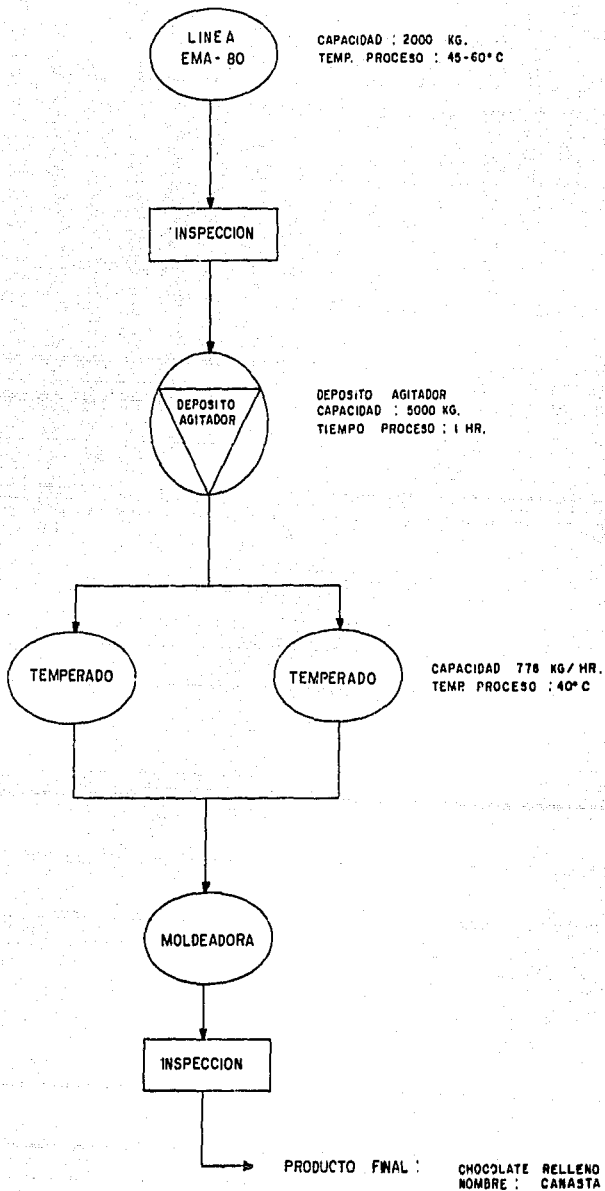 LINEA
EMA-80
CAPACIDAD : 2000 KG.
TEMP. PROCESO : 45-60°C
INSPECCION
DEPOSITO
AGITADOR
DEPOSITO AGITADOR
CAPACIDAD : 5000 KG.
TIEMPO PROCESO : 1 HR.
TEMPERADO
TEMPERADO
CAPACIDAD 776 KG/HR.
TEMP. PROCESO : 40°C
MOLDEADORA
INSPECCION
PRODUCTO FINAL : CHOCOLATE RELLENO
NOMBRE : CANASTA